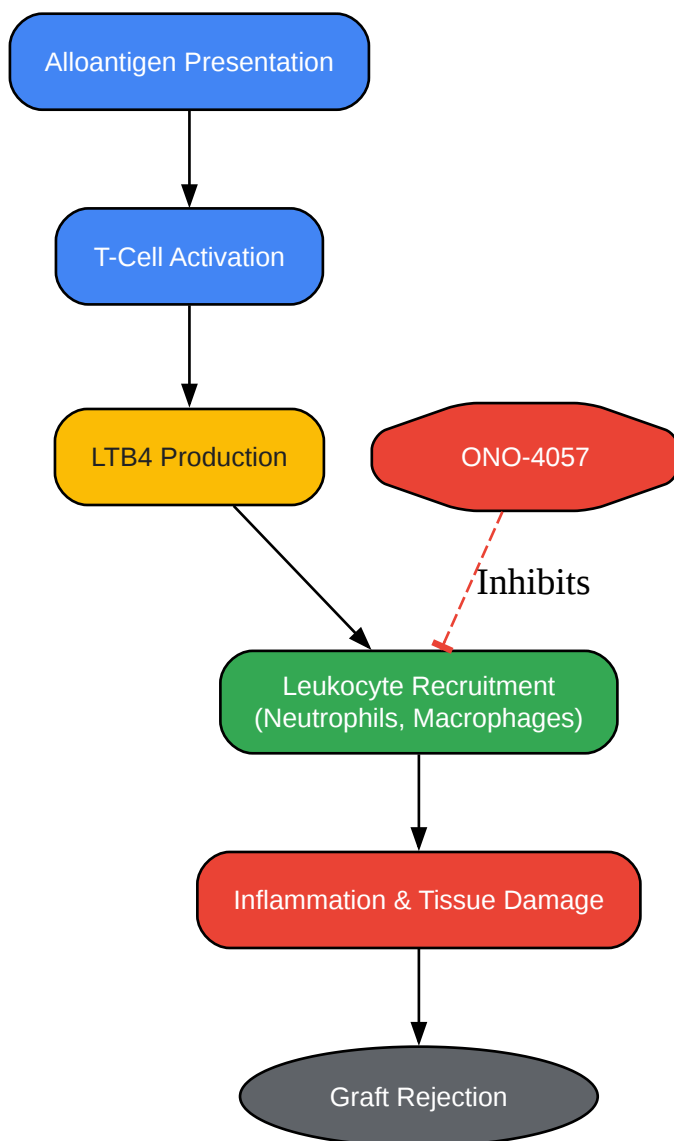 Alloantigen Presentation
T-Cell Activation
LTB4 Production
ONO-4057
Inhibits
Leukocyte Recruitment
(Neutrophils, Macrophages)
Inflammation & Tissue Damage
Graft Rejection